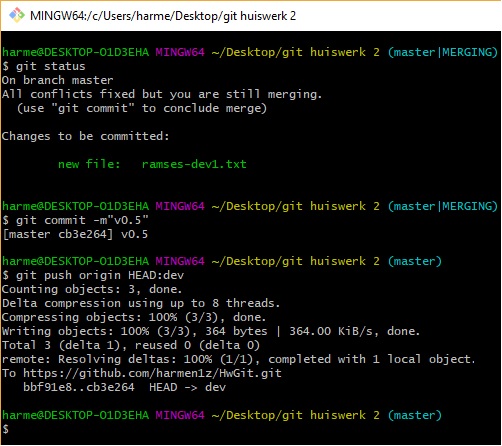 MINGW64:/c/Users/harme/Desktop/git huiswerk 2
harme@DESKTOP-O1D3EHA MINGW64 ~/Desktop/git huiswerk 2 (master|MERGING)
$ git status
On branch master
All conflicts fixed but you are still merging.
  (use "git commit" to conclude merge)
Changes to be committed:
        new file:   ramses-dev1.txt
harme@DESKTOP-O1D3EHA MINGW64 ~/Desktop/git huiswerk 2 (master|MERGING)
$ git commit -m"v0.5"
[master cb3e264] v0.5
harme@DESKTOP-O1D3EHA MINGW64 ~/Desktop/git huiswerk 2 (master)
$ git push origin HEAD:dev
Counting objects: 3, done.
Delta compression using up to 8 threads.
Compressing objects: 100% (3/3), done.
Writing objects: 100% (3/3), 364 bytes | 364.00 KiB/s, done.
Total 3 (delta 1), reused 0 (delta 0)
remote: Resolving deltas: 100% (1/1), completed with 1 local object.
To https://github.com/harmen1z/HwGit.git
   bbf91e8..cb3e264  HEAD -> dev
harme@DESKTOP-O1D3EHA MINGW64 ~/Desktop/git huiswerk 2 (master)
$